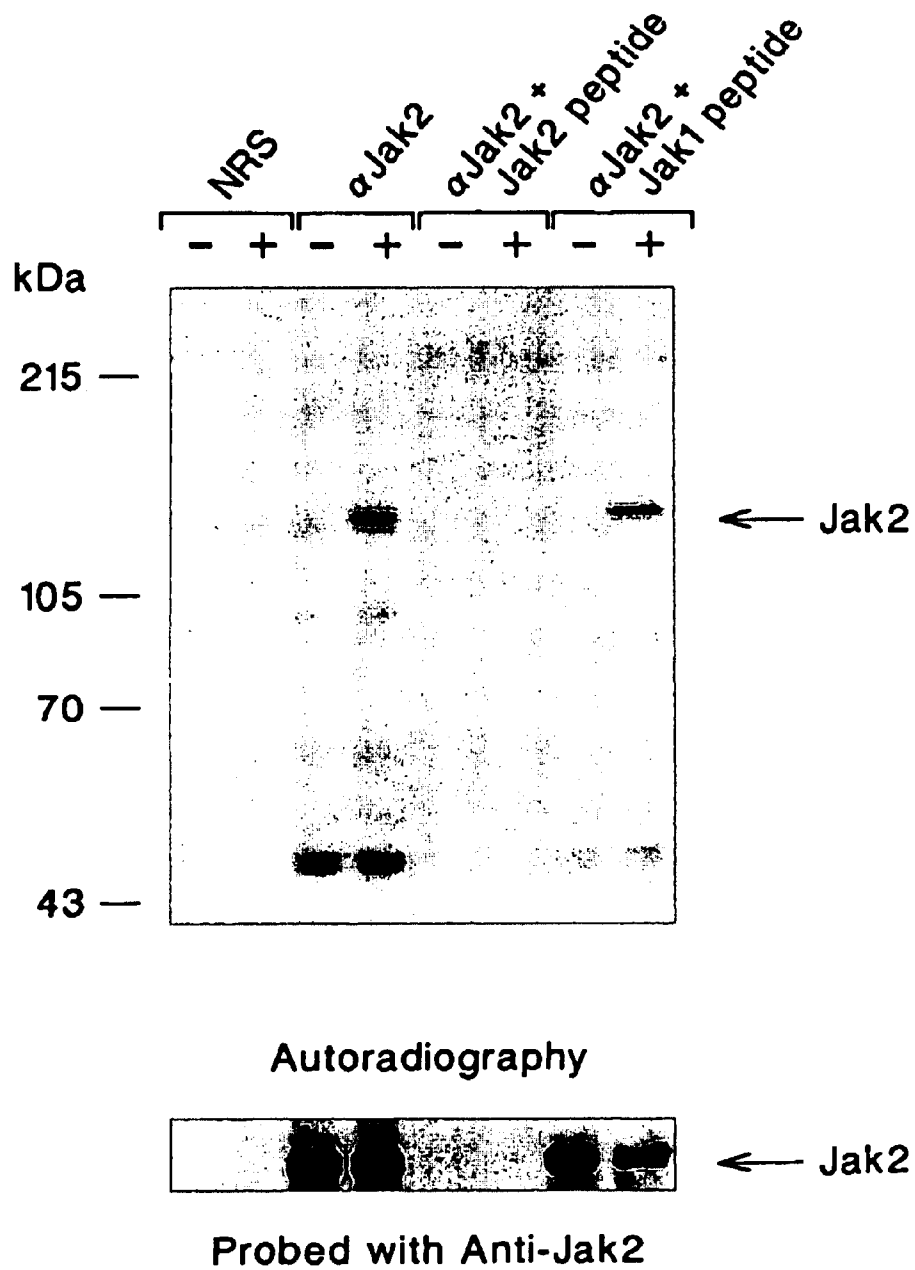 NRS
αJak2
αJak2 +
Jak2 peptide
αJak2 +
Jak1 peptide
- + - + - + - +
kDa
215
Jak2
105
70
43
Autoradiography
Jak2
Probed with Anti-Jak2